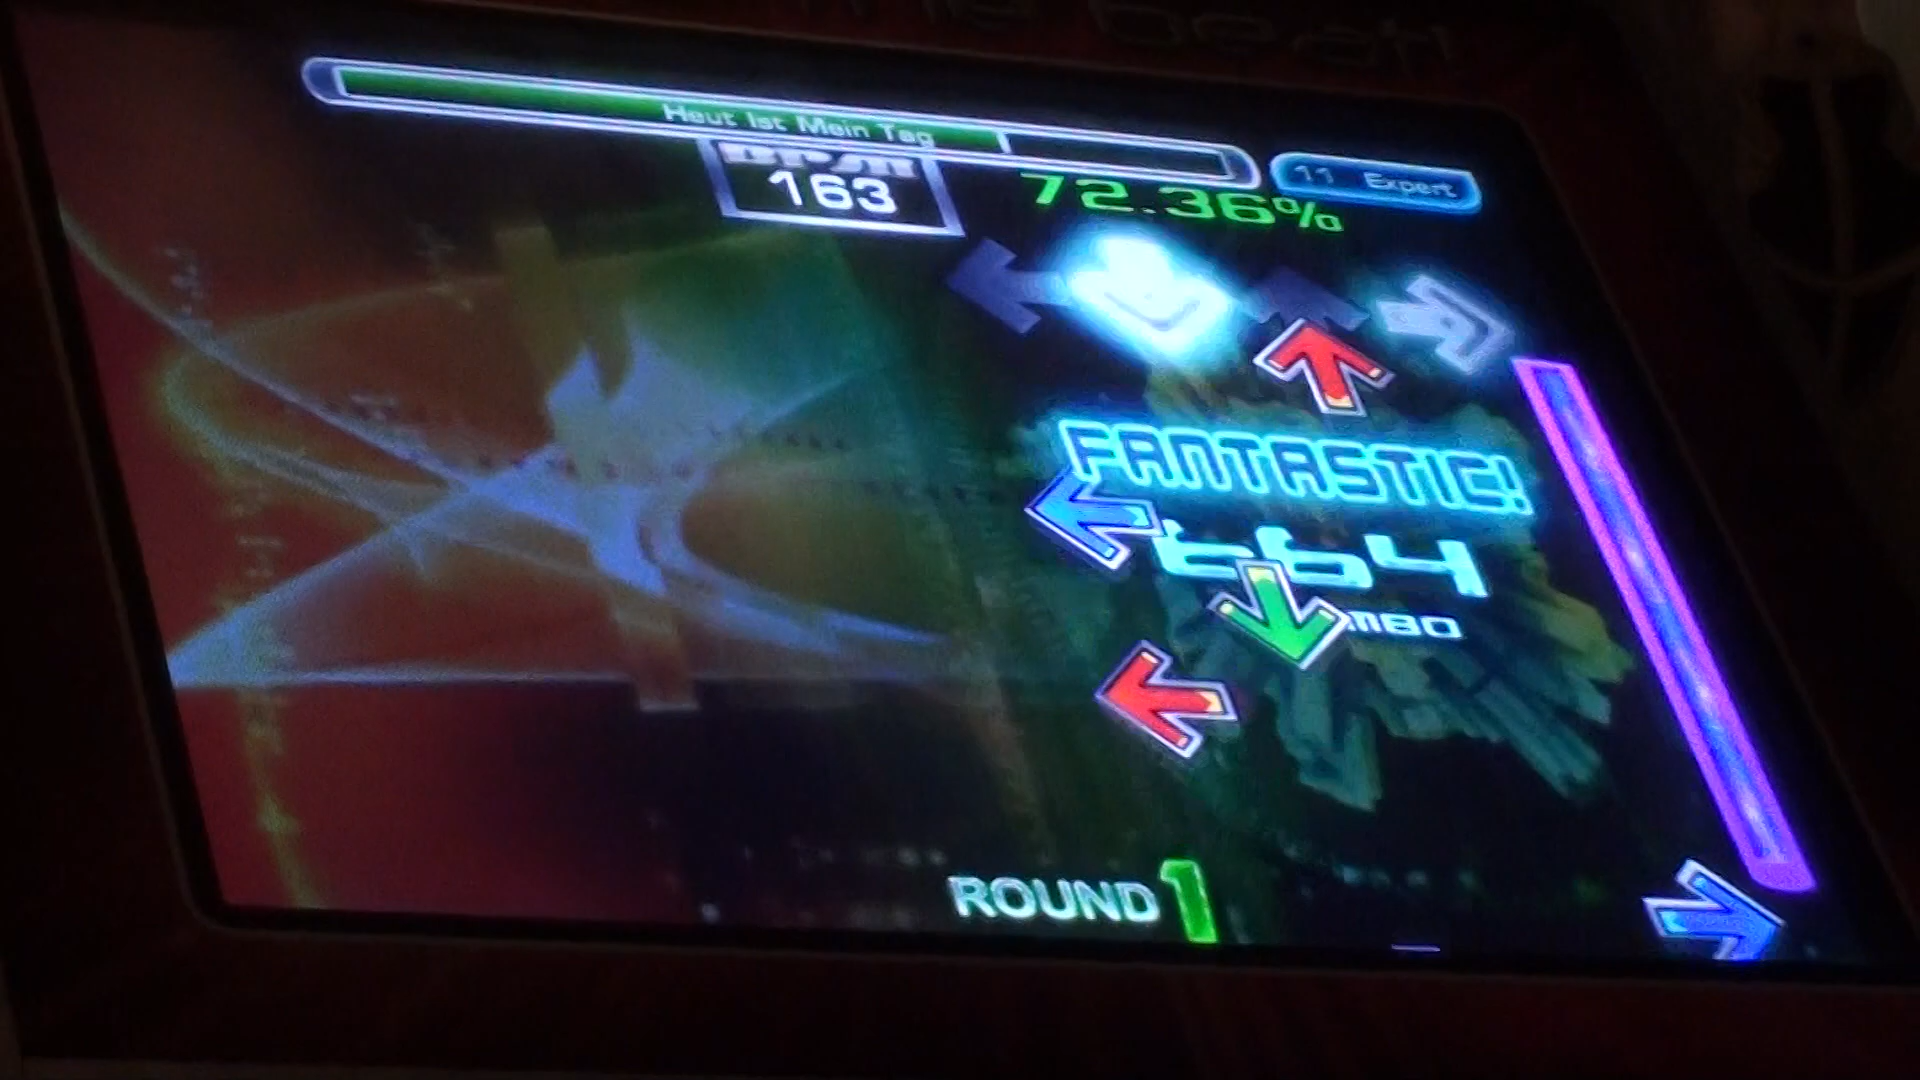 Heut Ist Mein Tag
BPM
163
72.36%
11 Expert
FANTASTIC!
664
ROUND 1